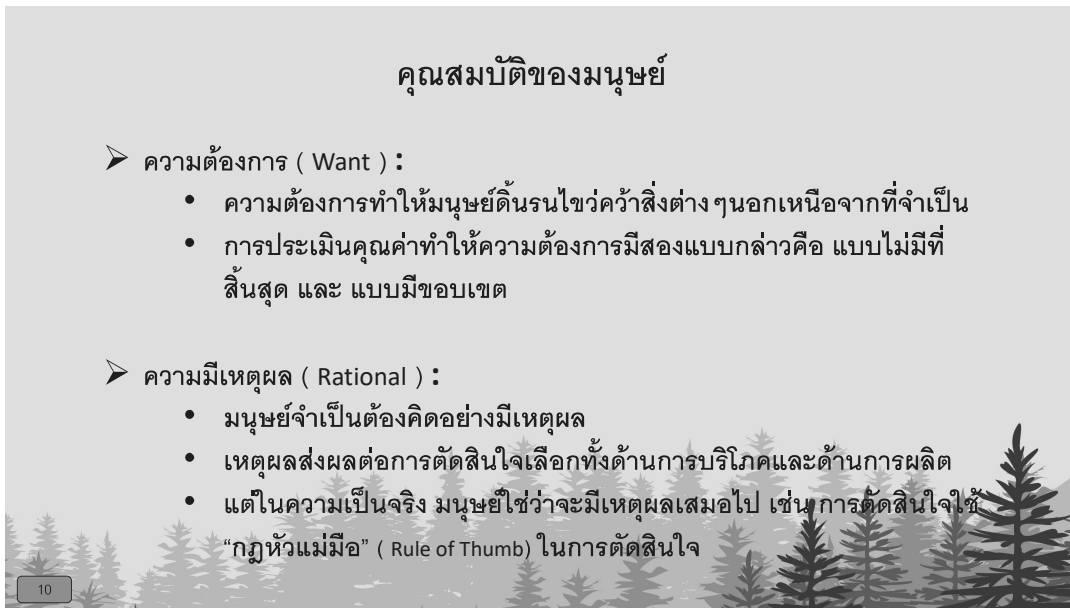 คุณสมบัติของมนุษย์
➢ ความต้องการ ( Want ) :
• ความต้องการทำให้มนุษย์ดิ้นรนไขว่คว้าสิ่งต่างๆนอกเหนือจากที่จำเป็น
• การประเมินคุณค่าทำให้ความต้องการมีสองแบบกล่าวคือ แบบไม่มีที่
สิ้นสุด และ แบบมีขอบเขต
➢ ความมีเหตุผล ( Rational ) :
• มนุษย์จำเป็นต้องคิดอย่างมีเหตุผล
• เหตุผลส่งผลต่อการตัดสินใจเลือกทั้งด้านการบริโภคและด้านการผลิต
• แต่ในความเป็นจริง มนุษย์ใช่ว่าจะมีเหตุผลเสมอไป เช่น การตัดสินใจใช้
“กฎหัวแม่มือ” ( Rule of Thumb) ในการตัดสินใจ
10